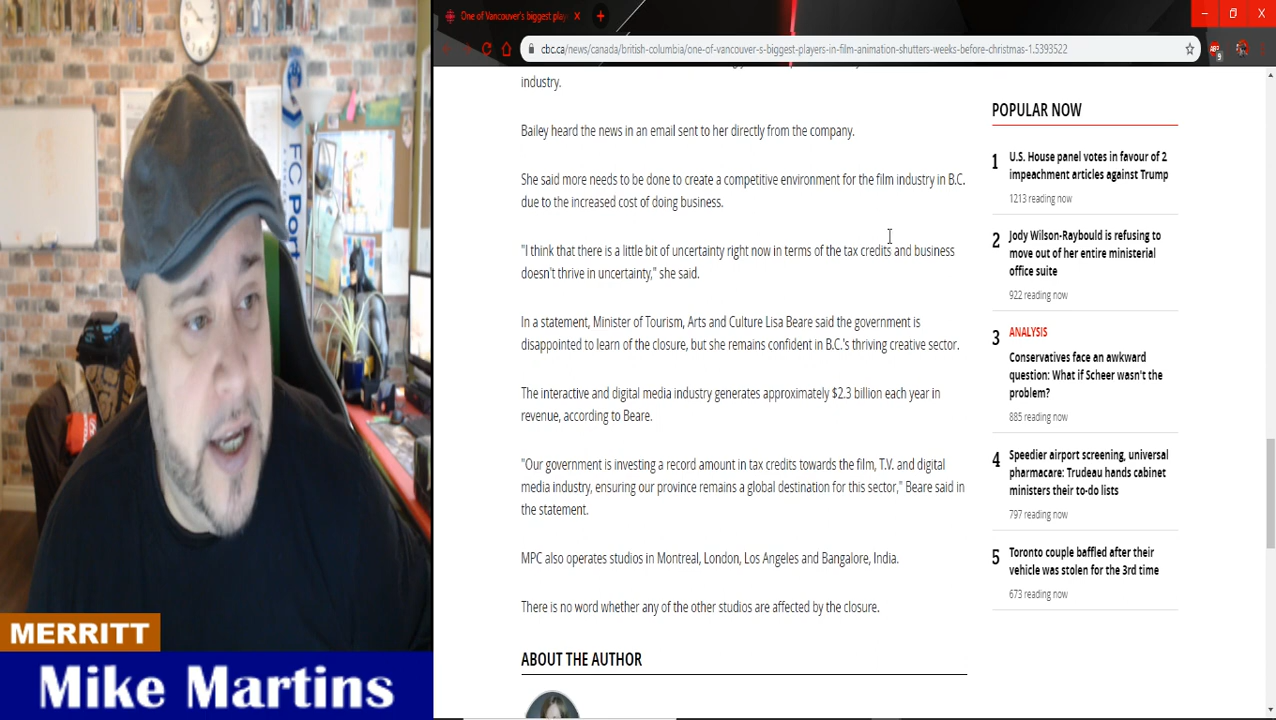 One of Vancouver's biggest pla
cbc.ca/news/canada/british-columbia/one-of-vancouver-s-biggest-players-in-film-animation-shutters-weeks-before-christmas-1.5393522
industry.
Bailey heard the news in an email sent to her directly from the company.
She said more needs to be done to create a competitive environment for the film industry in B.C.
due to the increased cost of doing business.
"I think that there is a little bit of uncertainty right now in terms of the tax credits and business
doesn't thrive in uncertainty," she said.
In a statement, Minister of Tourism, Arts and Culture Lisa Beare said the government is
disappointed to learn of the closure, but she remains confident in B.C.'s thriving creative sector.
The interactive and digital media industry generates approximately $2.3 billion each year in
revenue, according to Beare.
"Our government is investing a record amount in tax credits towards the film, T.V. and digital
media industry, ensuring our province remains a global destination for this sector," Beare said in
the statement.
MPC also operates studios in Montreal, London, Los Angeles and Bangalore, India.
There is no word whether any of the other studios are affected by the closure.
ABOUT THE AUTHOR
POPULAR NOW
1 U.S. House panel votes in favour of 2
impeachment articles against Trump
1213 reading now
2 Jody Wilson-Raybould is refusing to
move out of her entire ministerial
office suite
922 reading now
3 ANALYSIS
Conservatives face an awkward
question: What if Scheer wasn't the
problem?
885 reading now
4 Speedier airport screening, universal
pharmacare: Trudeau hands cabinet
ministers their to-do lists
797 reading now
5 Toronto couple baffled after their
vehicle was stolen for the 3rd time
673 reading now
FC Port
MERRITT
Mike Martins